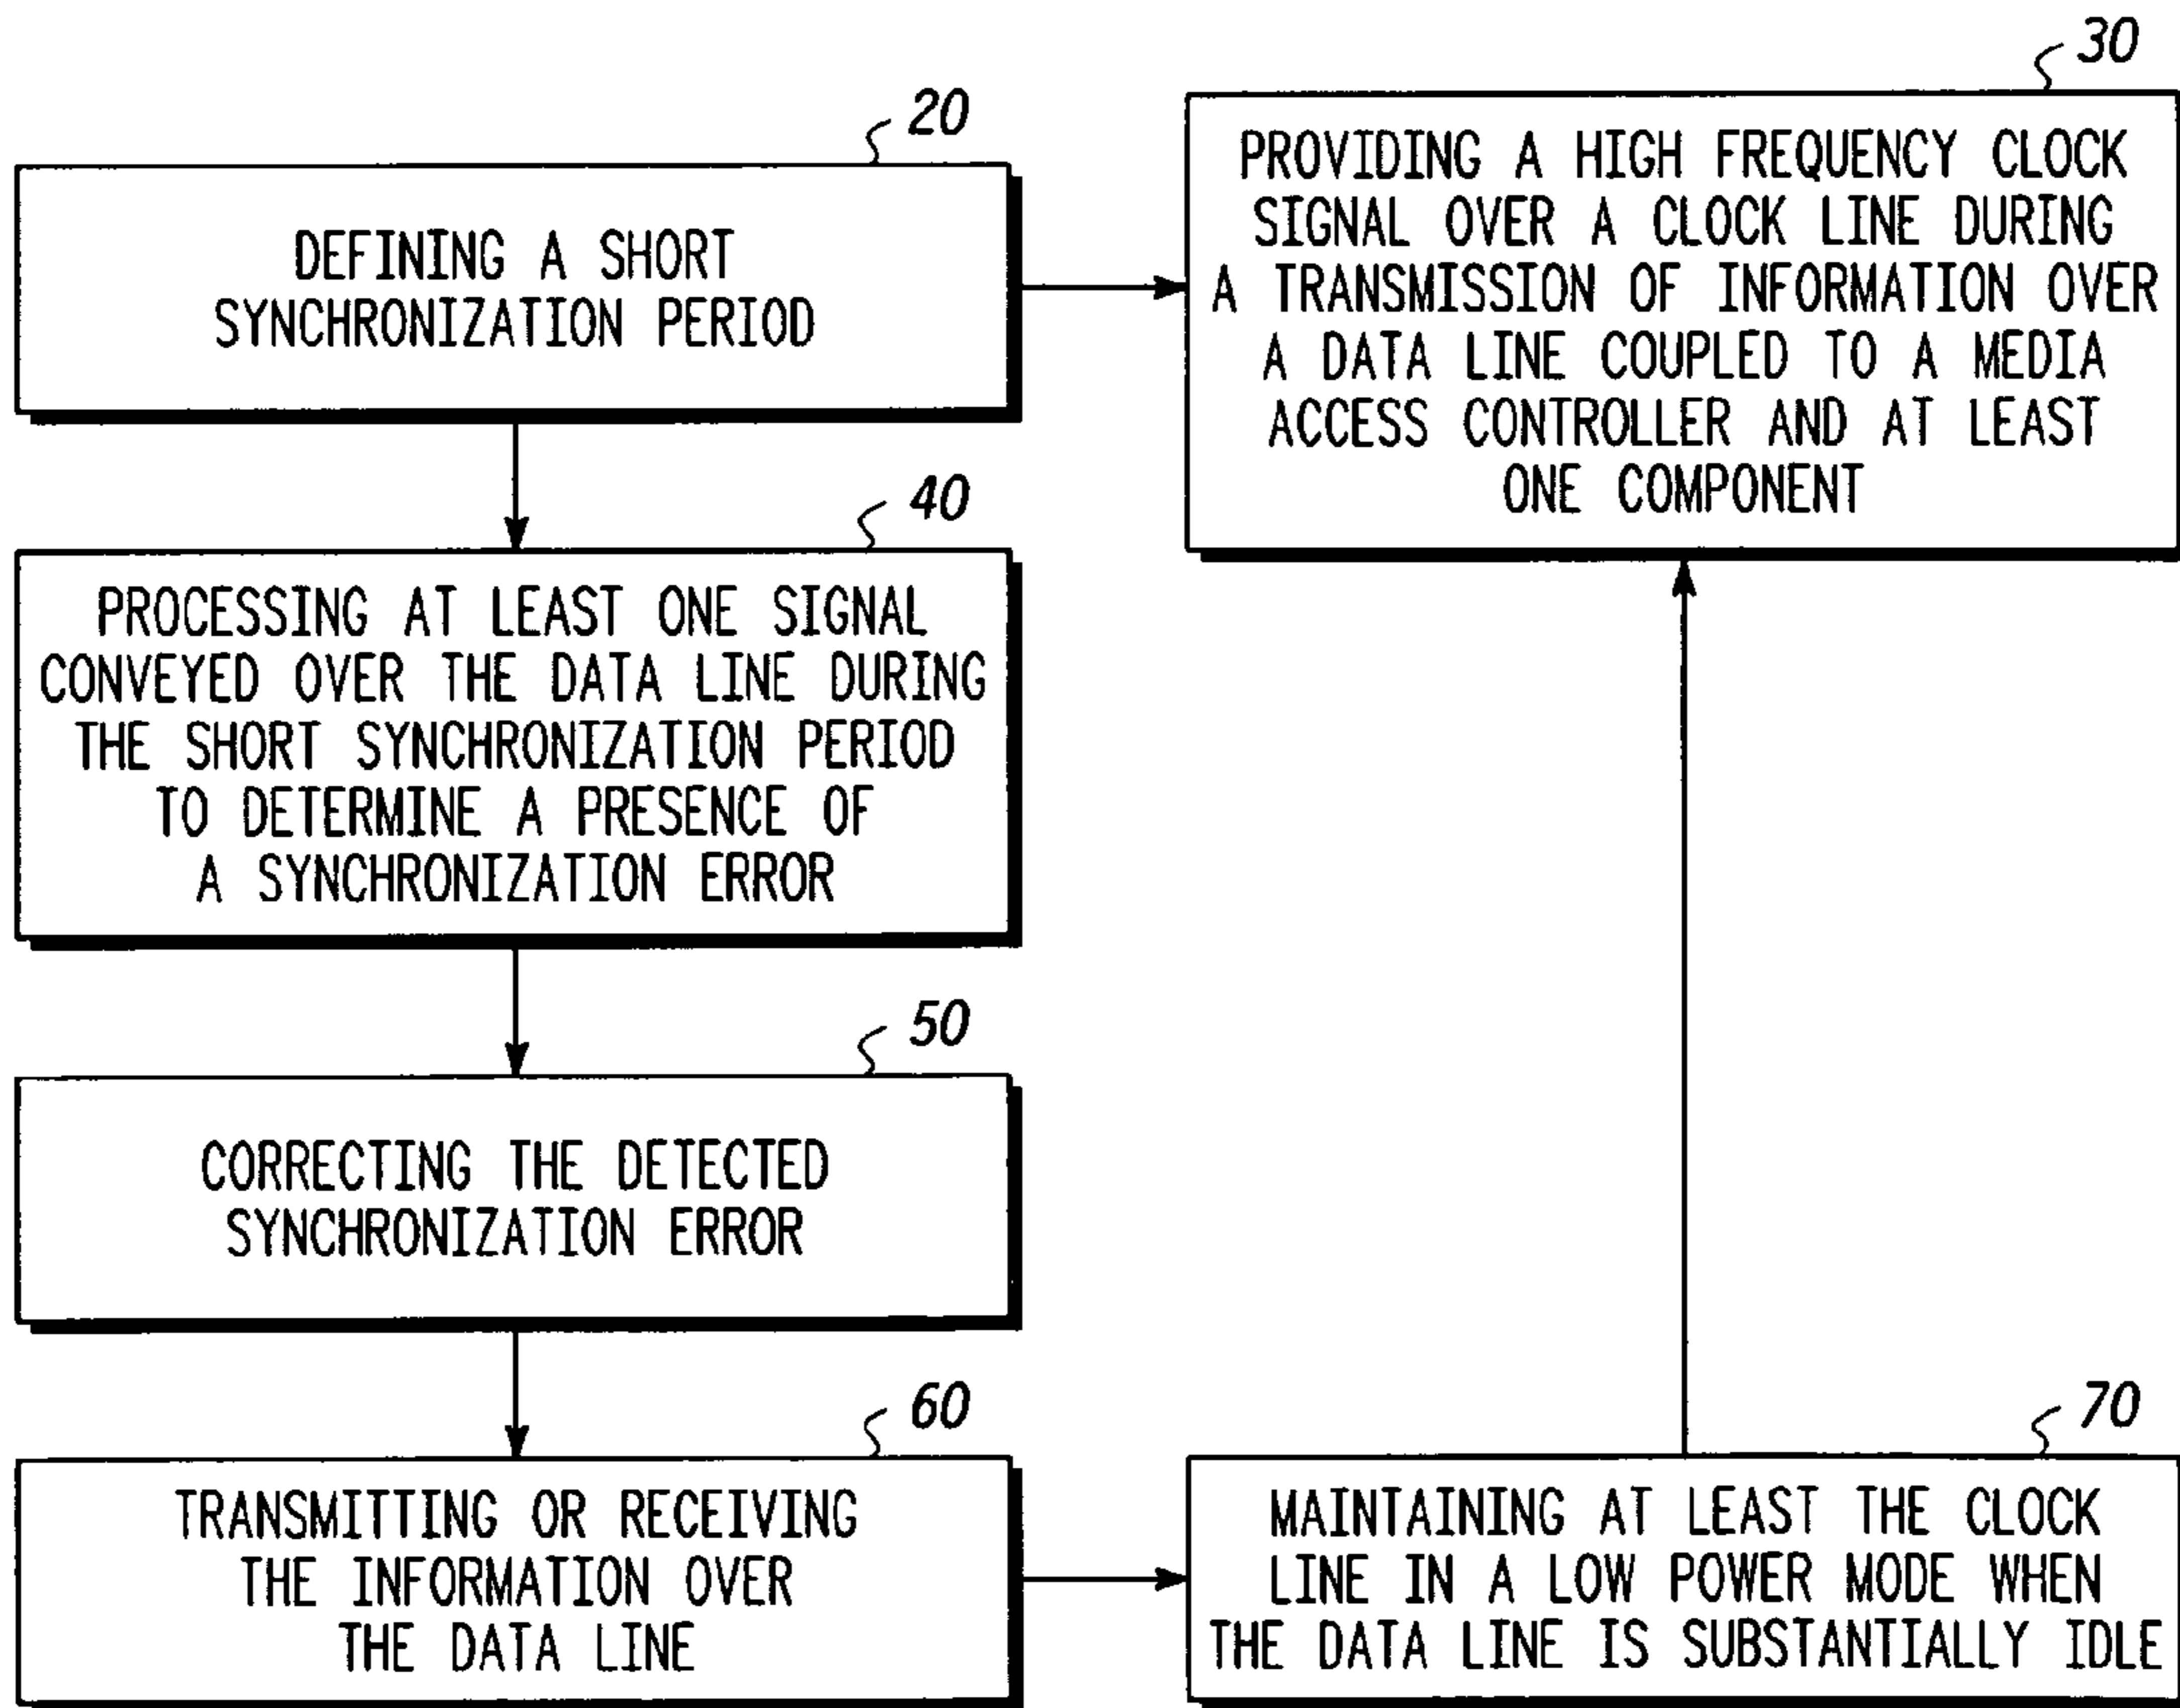 20
DEFINING A SHORT
SYNCHRONIZATION PERIOD
30
PROVIDING A HIGH FREQUENCY CLOCK
SIGNAL OVER A CLOCK LINE DURING
A TRANSMISSION OF INFORMATION OVER
A DATA LINE COUPLED TO A MEDIA
ACCESS CONTROLLER AND AT LEAST
ONE COMPONENT
40
PROCESSING AT LEAST ONE SIGNAL
CONVEYED OVER THE DATA LINE DURING
THE SHORT SYNCHRONIZATION PERIOD
TO DETERMINE A PRESENCE OF
A SYNCHRONIZATION ERROR
50
CORRECTING THE DETECTED
SYNCHRONIZATION ERROR
60
TRANSMITTING OR RECEIVING
THE INFORMATION OVER
THE DATA LINE
70
MAINTAINING AT LEAST THE CLOCK
LINE IN A LOW POWER MODE WHEN
THE DATA LINE IS SUBSTANTIALLY IDLE